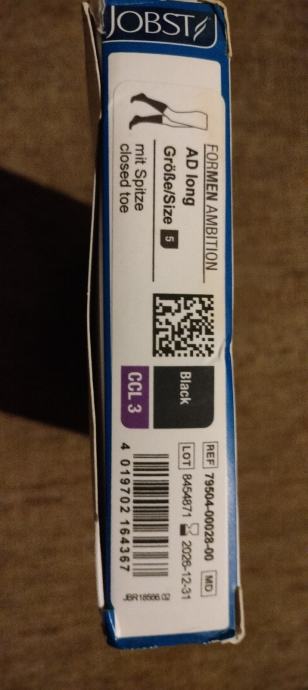 JOBST
FORMEN AMBITION
AD long
Größe/Size 5
mit Spitze
closed toe
Black
CCL 3
REF 79504-00028-00 MD
LOT 8454871 2026-12-31
4 019702 164367
JBR18586.02